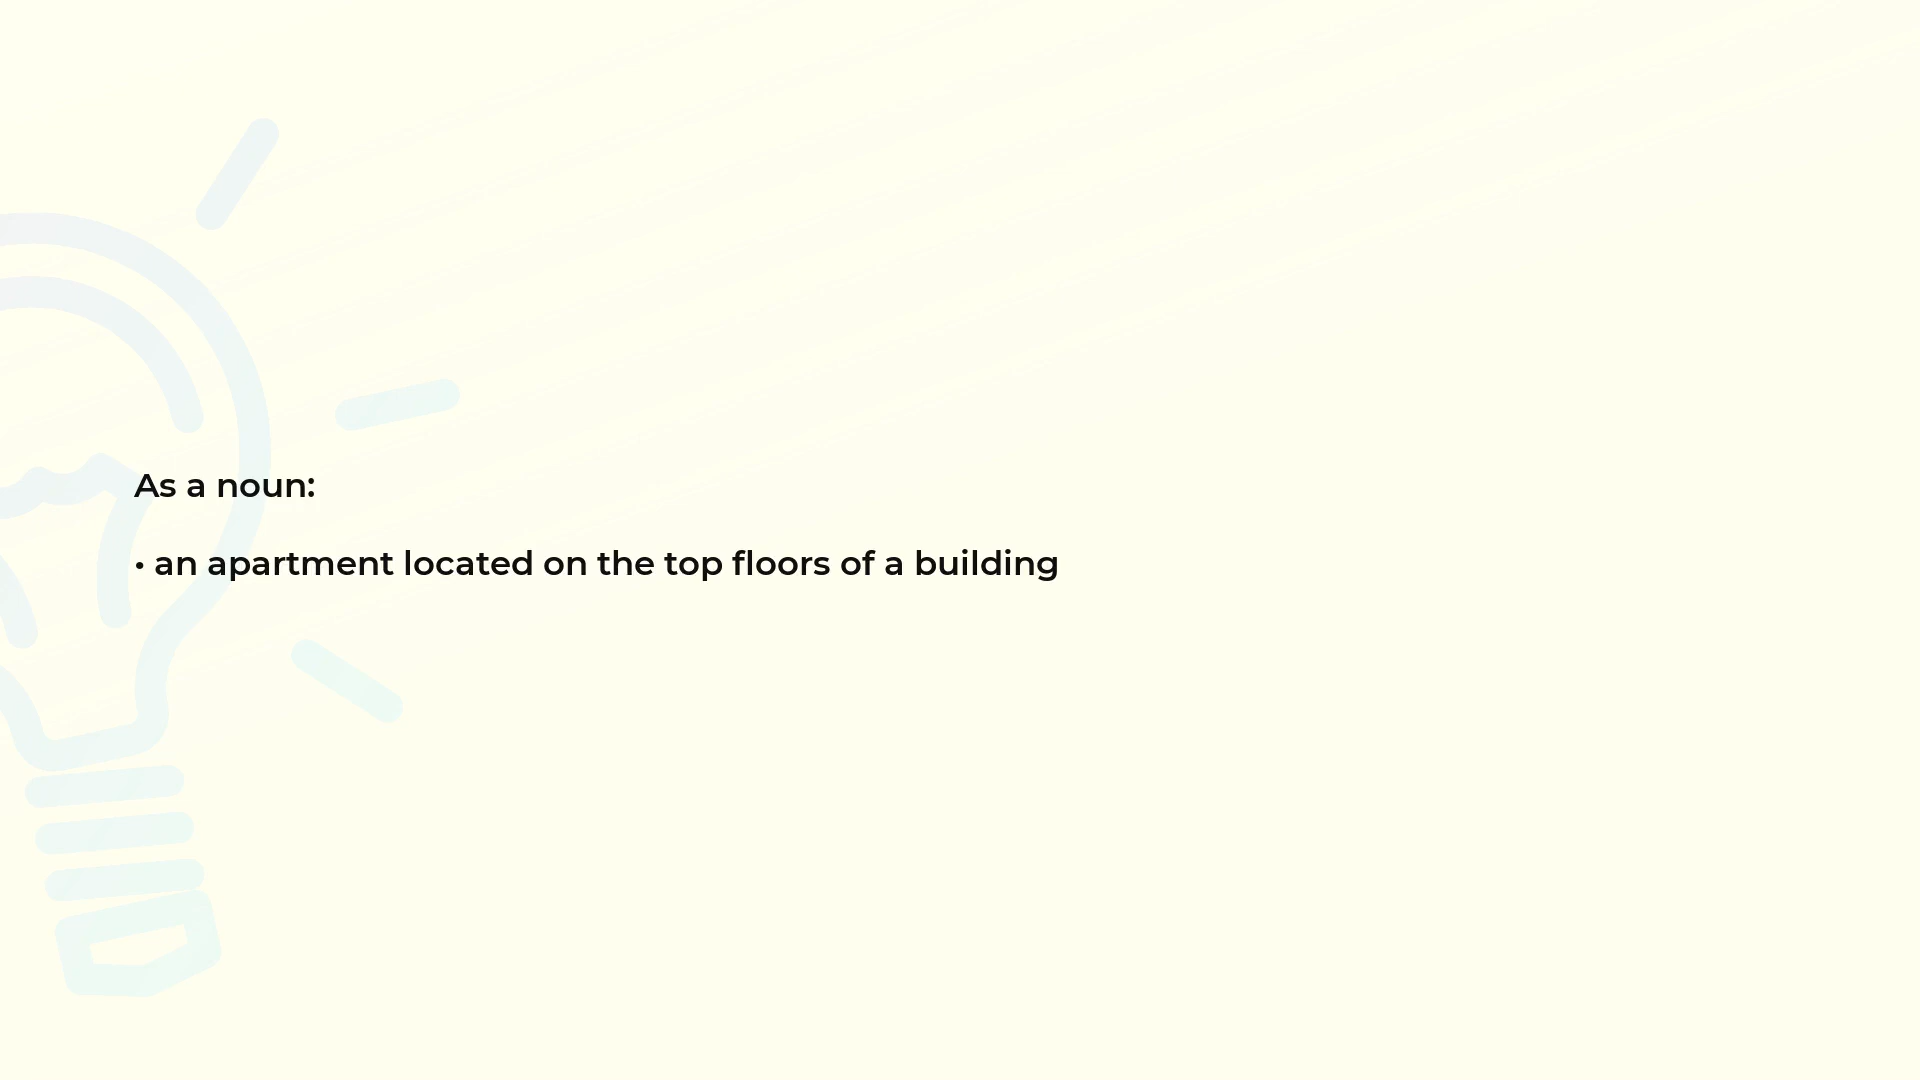 As a noun:
• an apartment located on the top floors of a building